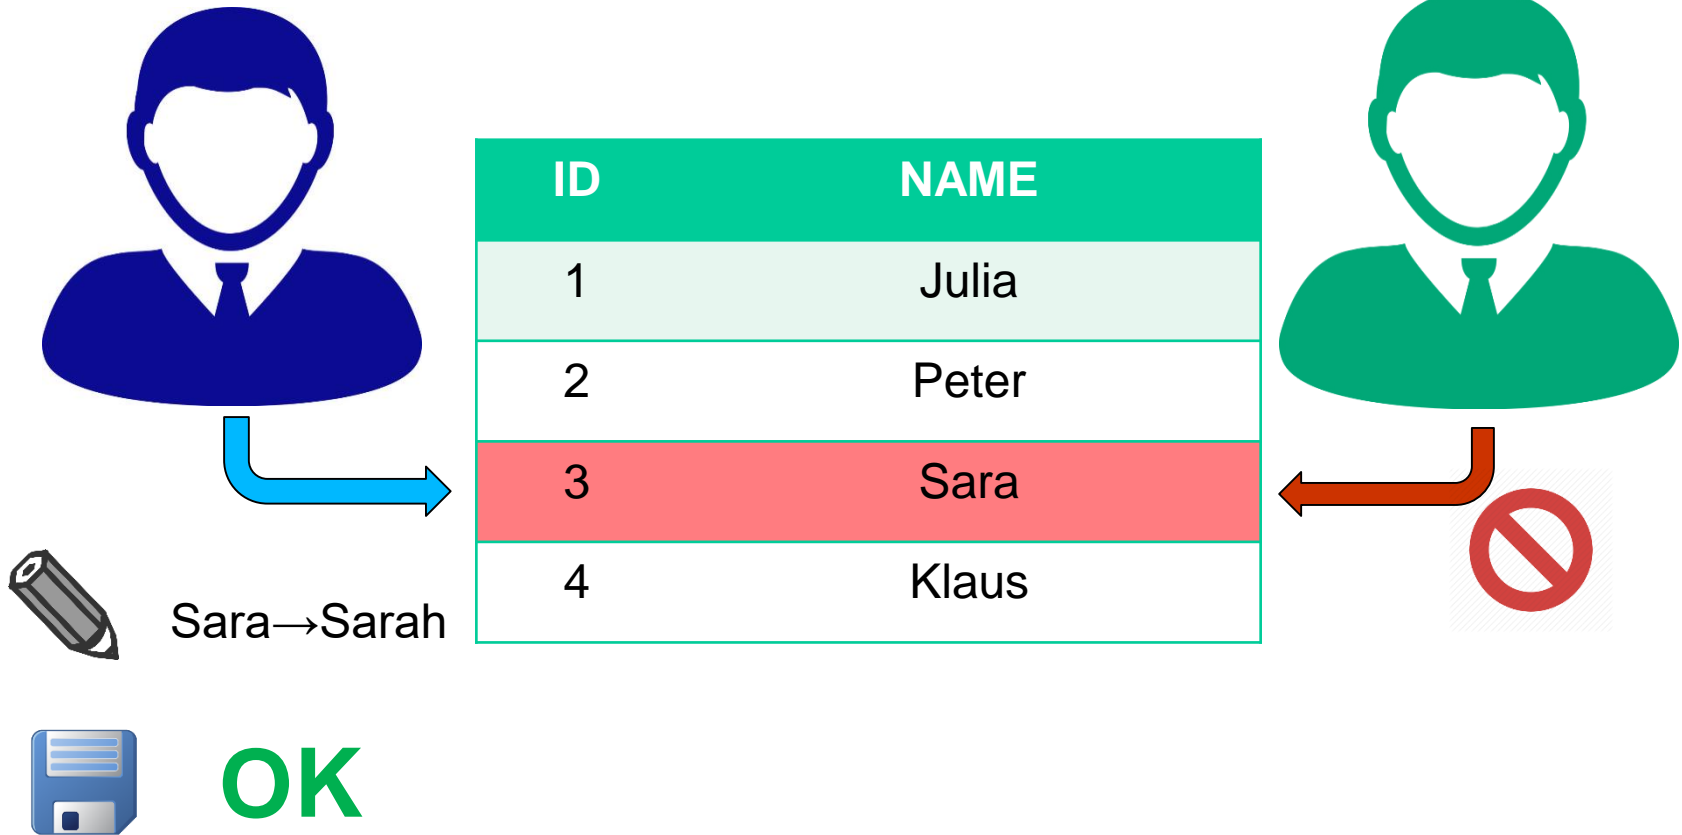 ID NAME
1 Julia
2 Peter
3 Sara
4 Klaus
Sara→Sarah
OK